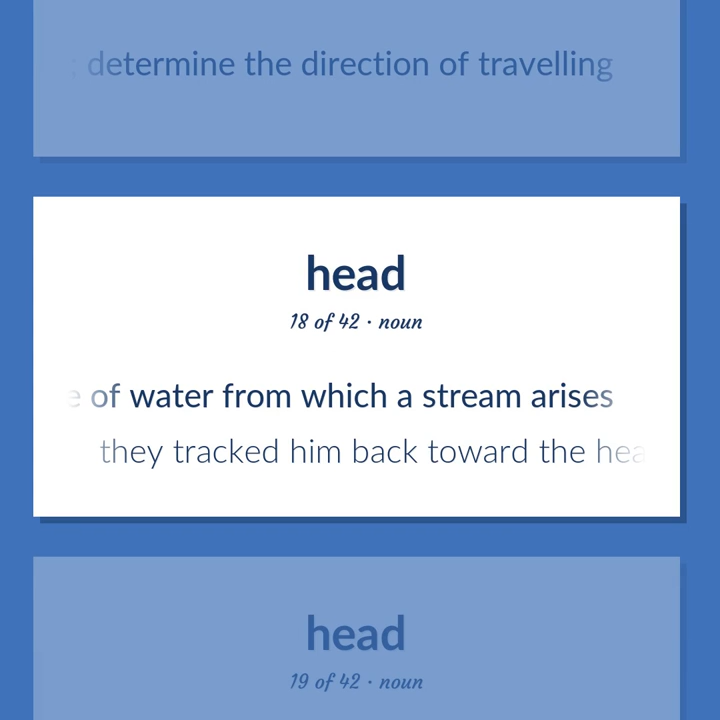 determine the direction of travelling
head
18 of 42 · noun
of water from which a stream arises
they tracked him back toward the
head
19 of 42 · noun